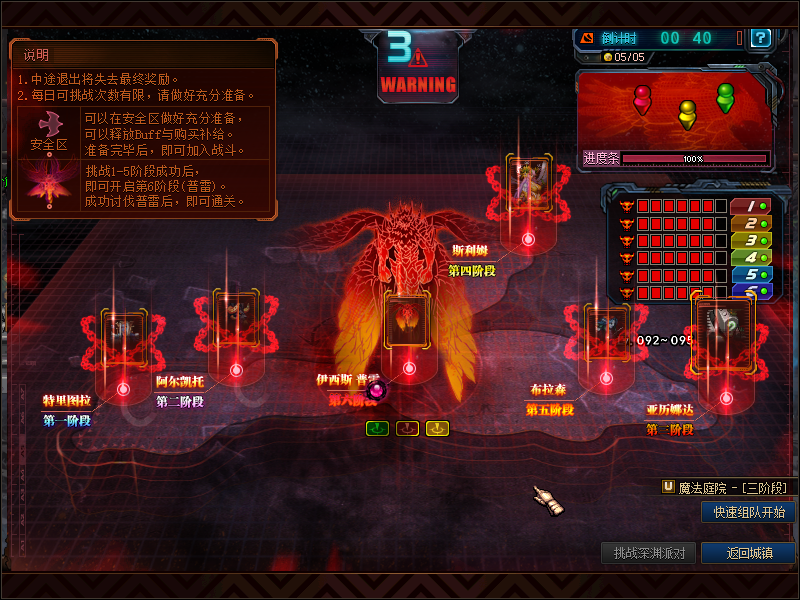 说明
1.中途退出将失去最终奖励。
2.每日可挑战次数有限，请做好充分准备。
安全区
可以在安全区做好充分准备，
可以释放Buff与购买补给。
准备完毕后，即可加入战斗。
挑战1-5阶段成功后，
即可开启第6阶段(普雷)。
成功讨伐普雷后，即可通关。
3
WARNING
倒计时 00 40
?
05/05
进度条 100%
1
2
3
4
5
斯利姆
第四阶段
特里图拉
第一阶段
阿尔凯托
第二阶段
伊西斯 普雷
第六阶段
布拉森
第五阶段
亚历娜达
第三阶段
U 魔法庭院 - [三阶段]
快速组队开始
挑战深渊派对
返回城镇